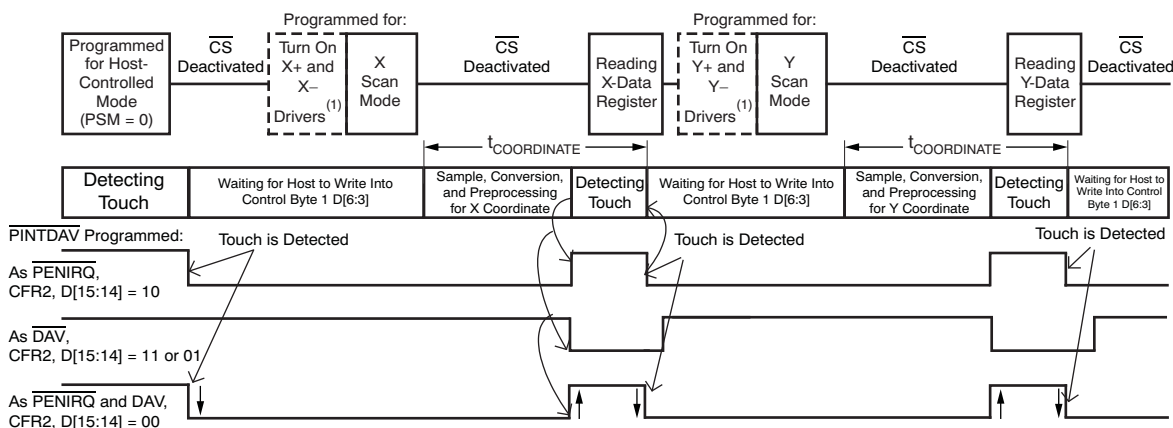 Programmed for:
Programmed for:
Programmed
for Host-
Controlled
Mode
(PSM = 0)
CS
Deactivated
Turn On
X+ and
X–
Drivers(1)
X
Scan
Mode
CS
Deactivated
Reading
X-Data
Register
Turn On
Y+ and
Y–
Drivers(1)
Y
Scan
Mode
CS
Deactivated
Reading
Y-Data
Register
CS
Deactivated
tCOORDINATE
tCOORDINATE
Detecting
Touch
Waiting for Host to Write Into
Control Byte 1 D[6:3]
Sample, Conversion,
and Preprocessing
for X Coordinate
Detecting
Touch
Waiting for Host to Write Into
Control Byte 1 D[6:3]
Sample, Conversion,
and Preprocessing
for Y Coordinate
Detecting
Touch
Waiting for Host to
Write Into Control
Byte 1 D[6:3]
PINTDAV Programmed:
Touch is Detected
Touch is Detected
Touch is Detected
As PENIRQ,
CFR2, D[15:14] = 10
As DAV,
CFR2, D[15:14] = 11 or 01
As PENIRQ and DAV,
CFR2, D[15:14] = 00